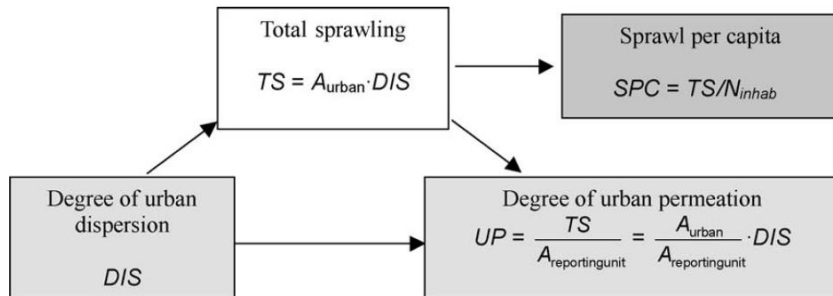 Total sprawling
TS = A_urban·DIS
Sprawl per capita
SPC = TS/N_inhab
Degree of urban
dispersion
DIS
Degree of urban permeation
UP = TS/A_reportingunit = A_urban/A_reportingunit ·DIS